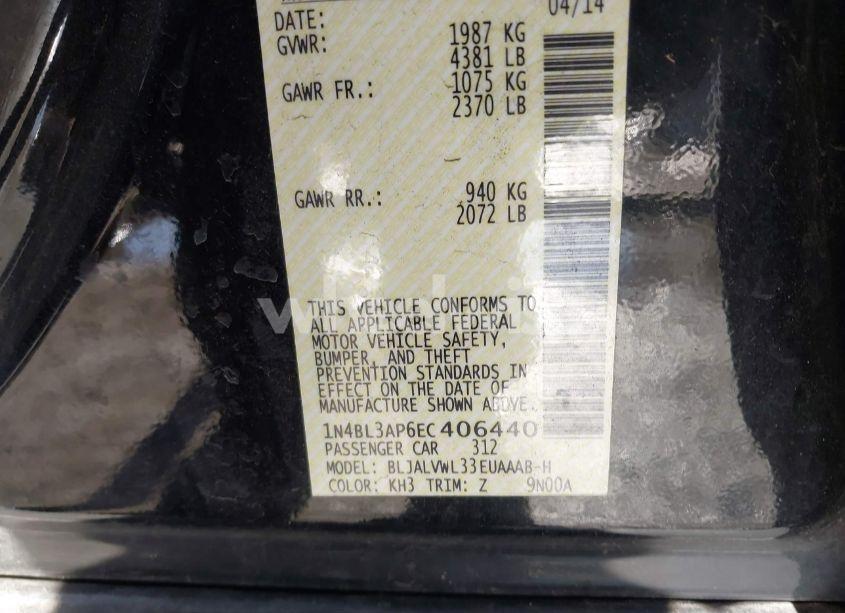 04/14
DATE:
GVWR: 1987 KG
4381 LB
GAWR FR.: 1075 KG
2370 LB
GAWR RR.: 940 KG
2072 LB
THIS VEHICLE CONFORMS TO
ALL APPLICABLE FEDERAL
MOTOR VEHICLE SAFETY,
BUMPER, AND THEFT
PREVENTION STANDARDS IN
EFFECT ON THE DATE OF
MANUFACTURE SHOWN ABOVE.
1N4BL3AP6EC406440
PASSENGER CAR 312
MODEL: BLJALVWL33EUAAAB-H
COLOR: KH3 TRIM: Z 9N00A